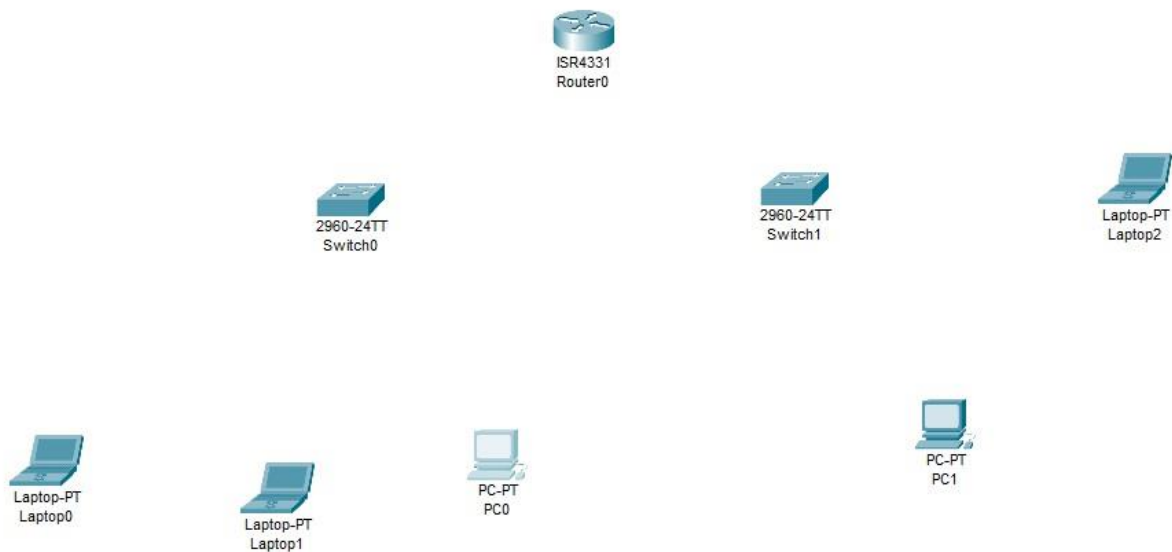 ISR4331
Router0
2960-24TT
Switch0
2960-24TT
Switch1
Laptop-PT
Laptop2
Laptop-PT
Laptop0
Laptop-PT
Laptop1
PC-PT
PC0
PC-PT
PC1